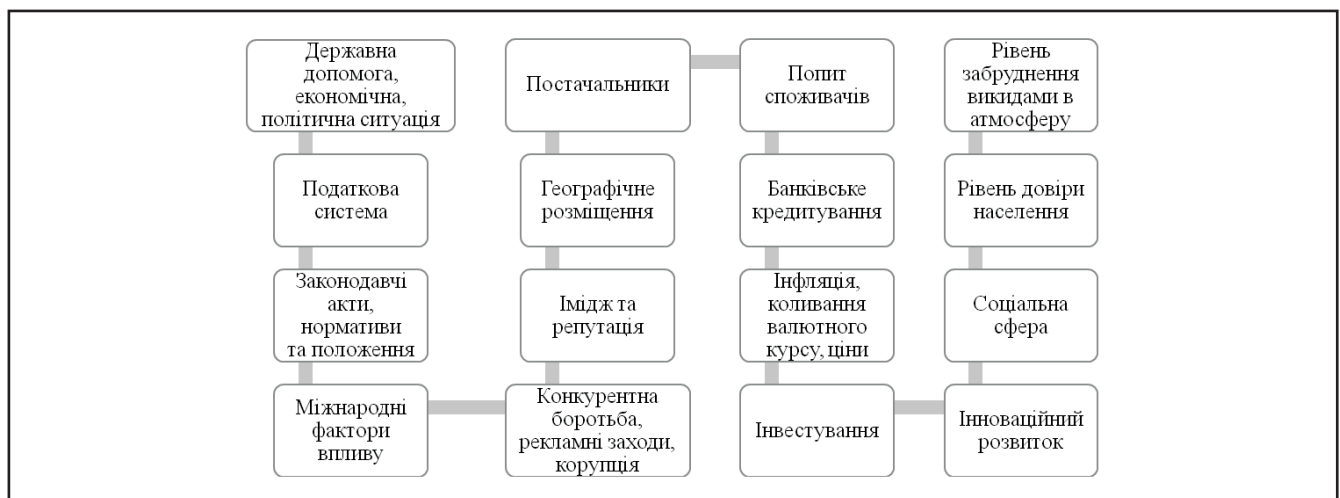 Державна
допомога,
економічна,
політична ситуація
Податкова
система
Законодавчі
акти,
нормативи
та положення
Міжнародні
фактори
впливу
Конкурентна
боротьба,
рекламні заходи,
корупція
Імідж та
репутація
Географічне
розміщення
Постачальники
Попит
споживачів
Банківське
кредитування
Інфляція,
коливання
валютного
курсу, ціни
Інвестування
Інноваційний
розвиток
Соціальна
сфера
Рівень довіри
населення
Рівень
забруднення
викидами в
атмосферу